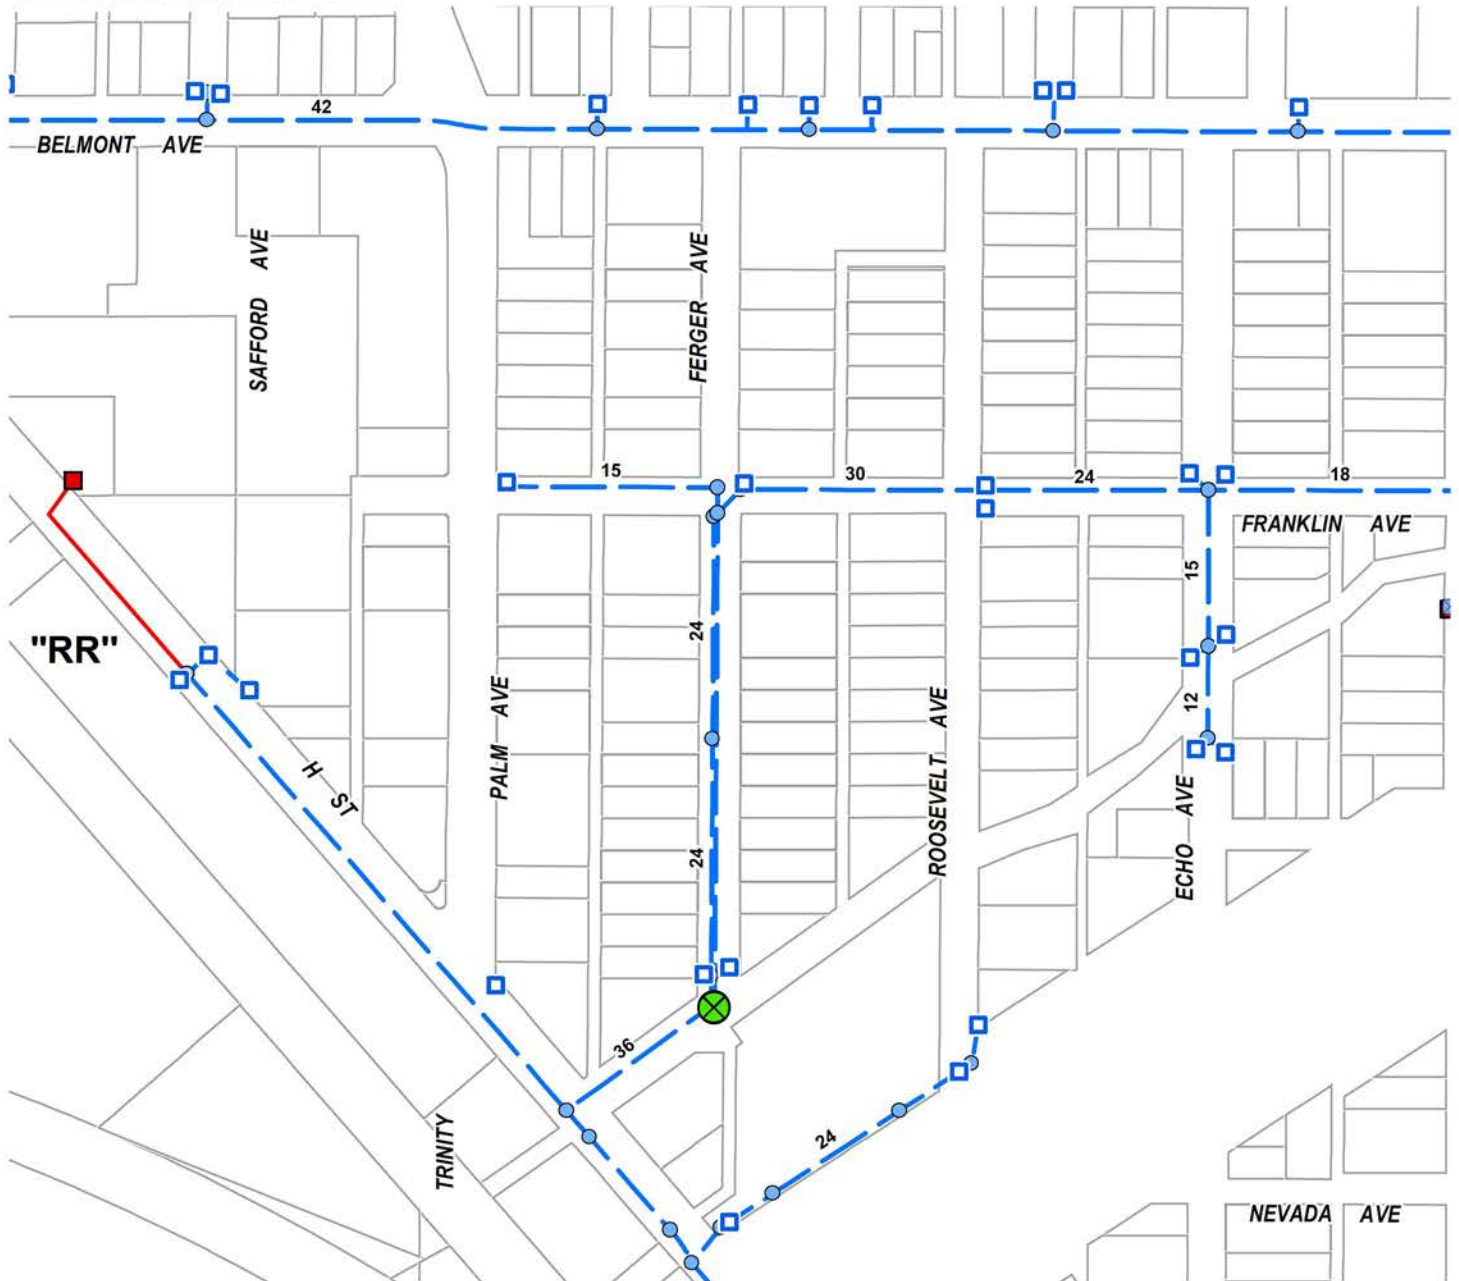 42
BELMONT AVE
SAFFORD AVE
FERGER AVE
15
30
24
18
FRANKLIN AVE
15
24
"RR"
12
PALM AVE
ROOSEVELT AVE
H ST
ECHO AVE
24
36
TRINITY
24
NEVADA AVE